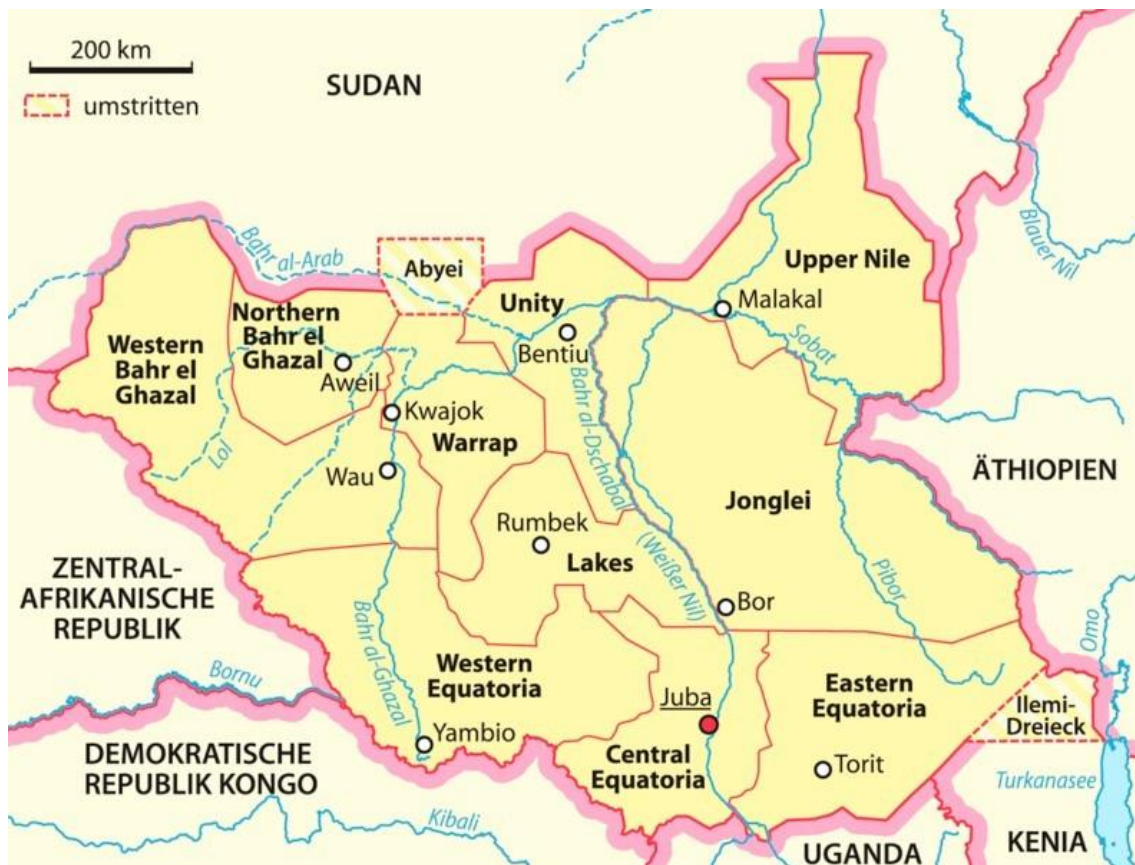 200 km
umstritten
SUDAN
Blauer Nil
Bahr al-Arab
Abyei
Upper Nile
Unity
Malakal
Northern
Bahr el
Ghazal
Western
Bahr el
Ghazal
Bentiu
Sobat
Aweil
Bahr al-Dschabal
Kwajok
Lol
Warrap
Wau
ÄTHIOPIEN
Jonglei
Rumbek
Lakes
(Weißer Nil)
ZENTRAL-
AFRIKANISCHE
REPUBLIK
Pibor
Bor
Omo
Bahr al-Ghazal
Bornu
Western
Equatoria
Juba
Eastern
Equatoria
Ilemi-
Dreieck
Yambio
DEMOKRATISCHE
REPUBLIK KONGO
Central
Equatoria
Torit
Turkanasee
Kibali
UGANDA
KENIA